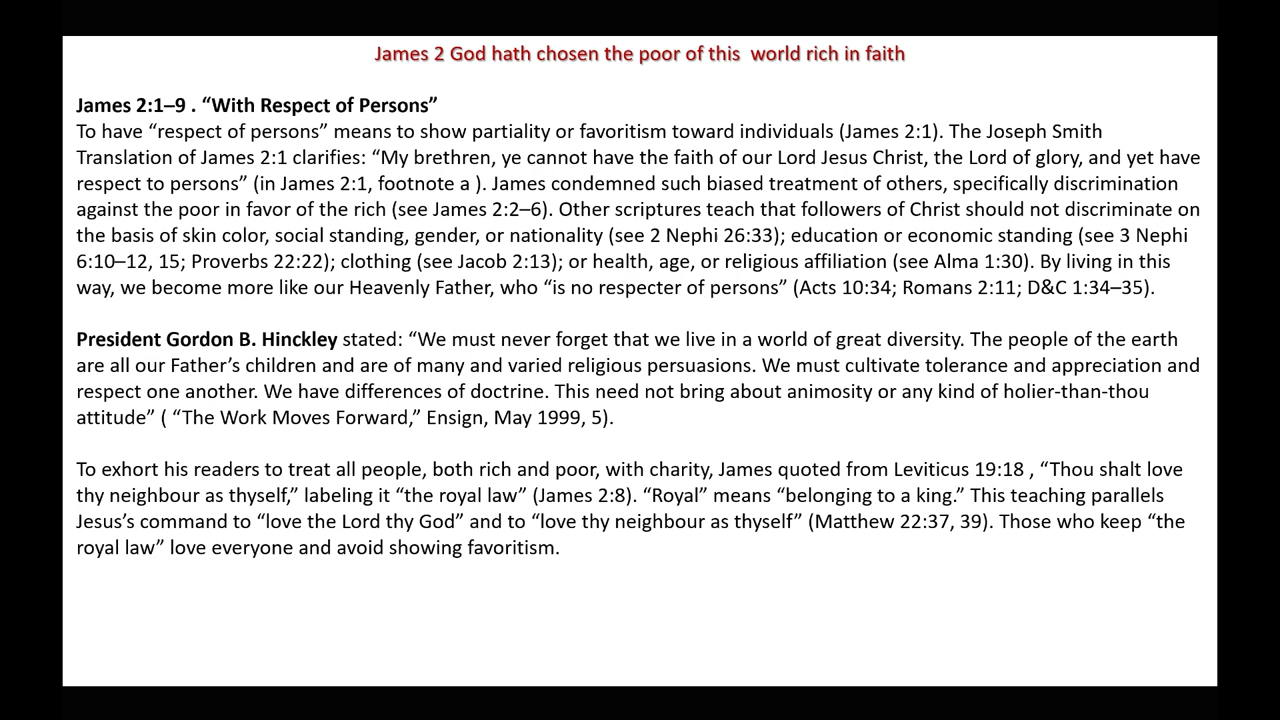 James 2 God hath chosen the poor of this  world rich in faith
James 2:1–9 . “With Respect of Persons”
To have “respect of persons” means to show partiality or favoritism toward individuals (James 2:1). The Joseph Smith
Translation of James 2:1 clarifies: “My brethren, ye cannot have the faith of our Lord Jesus Christ, the Lord of glory, and yet have
respect to persons” (in James 2:1, footnote a ). James condemned such biased treatment of others, specifically discrimination
against the poor in favor of the rich (see James 2:2–6). Other scriptures teach that followers of Christ should not discriminate on
the basis of skin color, social standing, gender, or nationality (see 2 Nephi 26:33); education or economic standing (see 3 Nephi
6:10–12, 15; Proverbs 22:22); clothing (see Jacob 2:13); or health, age, or religious affiliation (see Alma 1:30). By living in this
way, we become more like our Heavenly Father, who “is no respecter of persons” (Acts 10:34; Romans 2:11; D&C 1:34–35).
President Gordon B. Hinckley stated: “We must never forget that we live in a world of great diversity. The people of the earth
are all our Father’s children and are of many and varied religious persuasions. We must cultivate tolerance and appreciation and
respect one another. We have differences of doctrine. This need not bring about animosity or any kind of holier-than-thou
attitude” ( “The Work Moves Forward,” Ensign, May 1999, 5).
To exhort his readers to treat all people, both rich and poor, with charity, James quoted from Leviticus 19:18 , “Thou shalt love
thy neighbour as thyself,” labeling it “the royal law” (James 2:8). “Royal” means “belonging to a king.” This teaching parallels
Jesus’s command to “love the Lord thy God” and to “love thy neighbour as thyself” (Matthew 22:37, 39). Those who keep “the
royal law” love everyone and avoid showing favoritism.